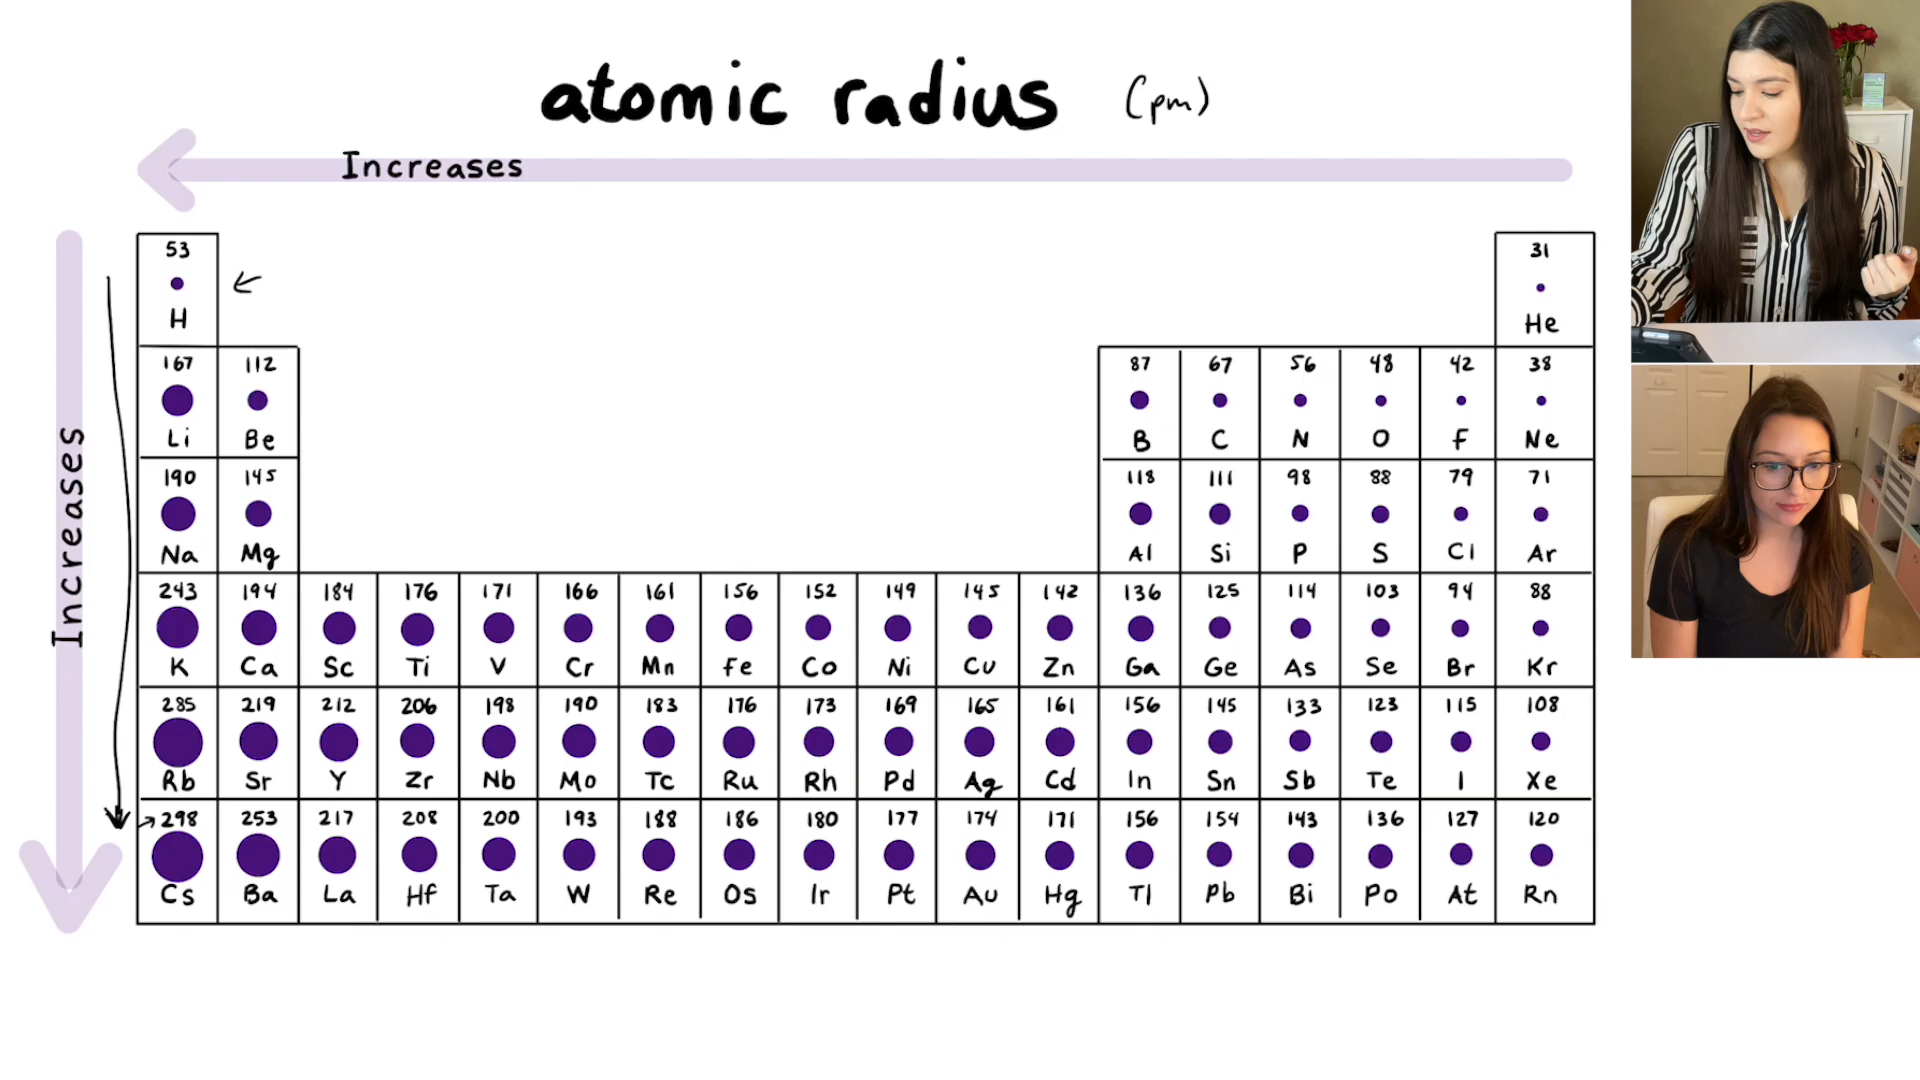 atomic radius (pm)
Increases
Increases
53 31
H He
167 112 87 67 56 48 42 38
Li Be B C N O F Ne
190 145 118 111 98 88 79 71
Na Mg Al Si P S Cl Ar
243 194 184 176 171 166 161 156 152 149 145 142 136 125 114 103 94 88
K Ca Sc Ti V Cr Mn Fe Co Ni Cu Zn Ga Ge As Se Br Kr
285 219 212 206 198 190 183 176 173 169 165 161 156 145 133 123 115 108
Rb Sr Y Zr Nb Mo Tc Ru Rh Pd Ag Cd In Sn Sb Te I Xe
298 253 217 208 200 193 188 186 180 177 174 171 156 154 143 136 127 120
Cs Ba La Hf Ta W Re Os Ir Pt Au Hg Tl Pb Bi Po At Rn